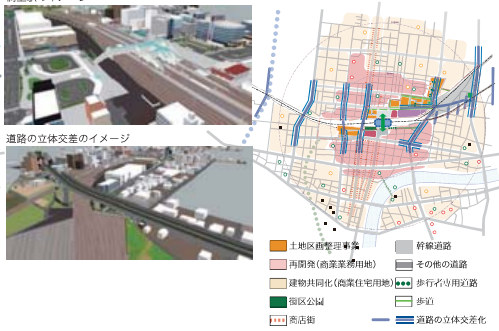 道路の立体交差のイメージ
土地区画整理事業
再開発(商業業務用地)
建物共同化(商業住宅用地)
街区公園
商店街
幹線道路
その他の道路
歩行者専用道路
歩道
道路の立体交差化